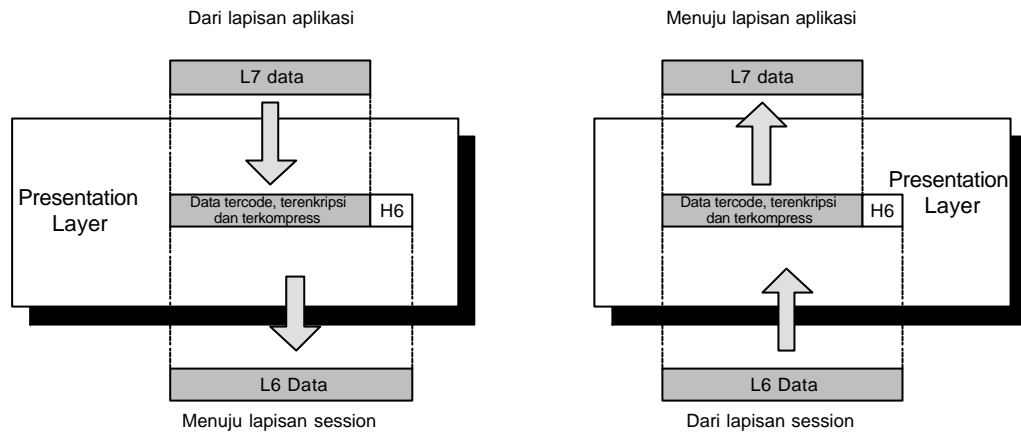 Dari lapisan aplikasi
L7 data
Presentation
Layer
Data tercode, terenkripsi
dan terkompress
H6
L6 Data
Menuju lapisan session
Menuju lapisan aplikasi
L7 data
Data tercode, terenkripsi
dan terkompress
H6
Presentation
Layer
L6 Data
Dari lapisan session